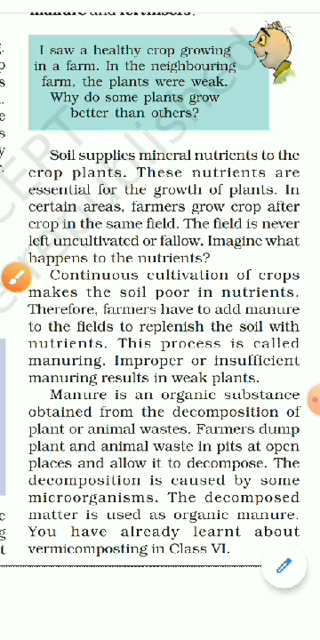 manure and fertilisers.
I saw a healthy crop growing
in a farm. In the neighbouring
farm, the plants were weak.
Why do some plants grow
better than others?
Soil supplies mineral nutrients to the
crop plants. These nutrients are
essential for the growth of plants. In
certain areas, farmers grow crop after
crop in the same field. The field is never
left uncultivated or fallow. Imagine what
happens to the nutrients?
Continuous cultivation of crops
makes the soil poor in nutrients.
Therefore, farmers have to add manure
to the fields to replenish the soil with
nutrients. This process is called
manuring. Improper or insufficient
manuring results in weak plants.
Manure is an organic substance
obtained from the decomposition of
plant or animal wastes. Farmers dump
plant and animal waste in pits at open
places and allow it to decompose. The
decomposition is caused by some
microorganisms. The decomposed
matter is used as organic manure.
You have already learnt about
vermicomposting in Class VI.